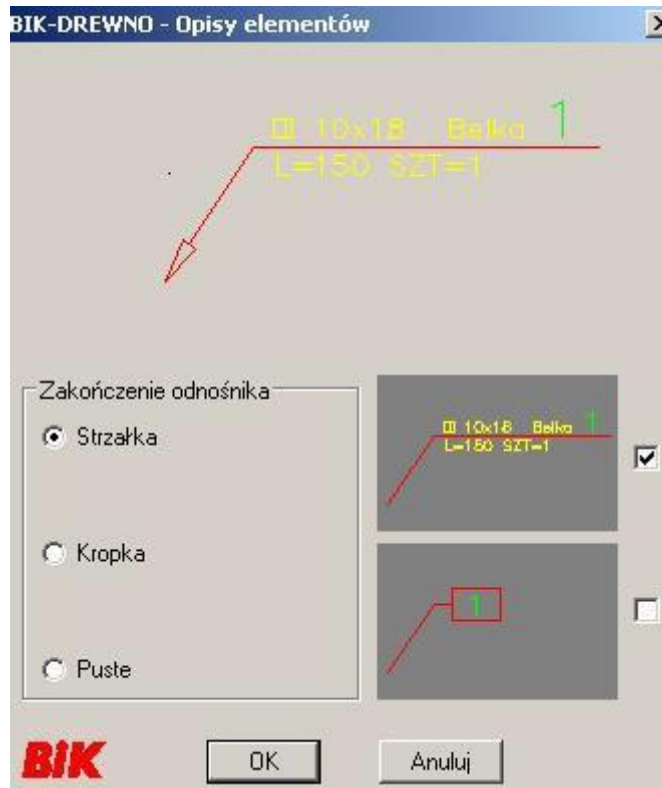 BIK-DREWNO - Opisy elementów
10x18 Belka 1
L=150 SZT=1
Zakończenie odnośnika
Strzałka
Kropka
Puste
10x18 Belka 1
L=150 SZT=1
1
BIK
OK
Anuluj